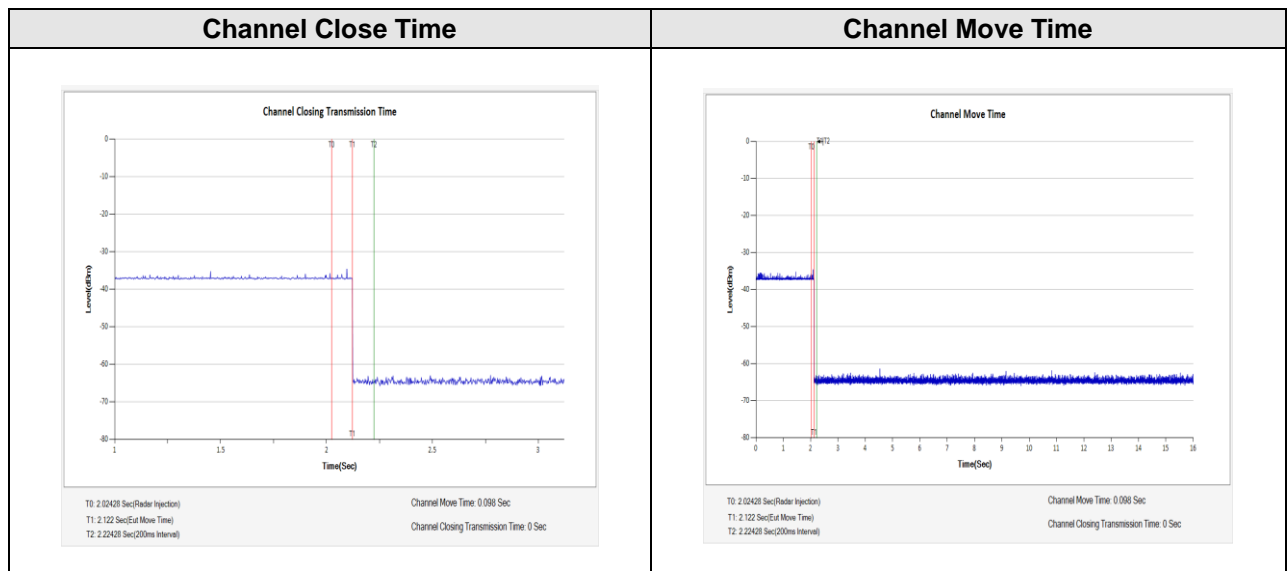 Channel Close Time
Channel Move Time
Channel Closing Transmission Time
0
-10
-20
-30
-40
-50
-60
-70
-80
Level(dBm)
T0
T1
T2
T1
1
1.5
2
2.5
3
Time(Sec)
T0: 2.02428 Sec(Radar Injection)
T1: 2.122 Sec(Eut Move Time)
T2: 2.22428 Sec(200ms Interval)
Channel Move Time: 0.098 Sec
Channel Closing Transmission Time: 0 Sec
Channel Move Time
0
-10
-20
-30
-40
-50
-60
-70
-80
Level(dBm)
T0
T2
0
1
2
3
4
5
6
7
8
9
10
11
12
13
14
15
16
Time(Sec)
T0: 2.02428 Sec(Radar Injection)
T1: 2.122 Sec(Eut Move Time)
T2: 2.22428 Sec(200ms Interval)
Channel Move Time: 0.098 Sec
Channel Closing Transmission Time: 0 Sec